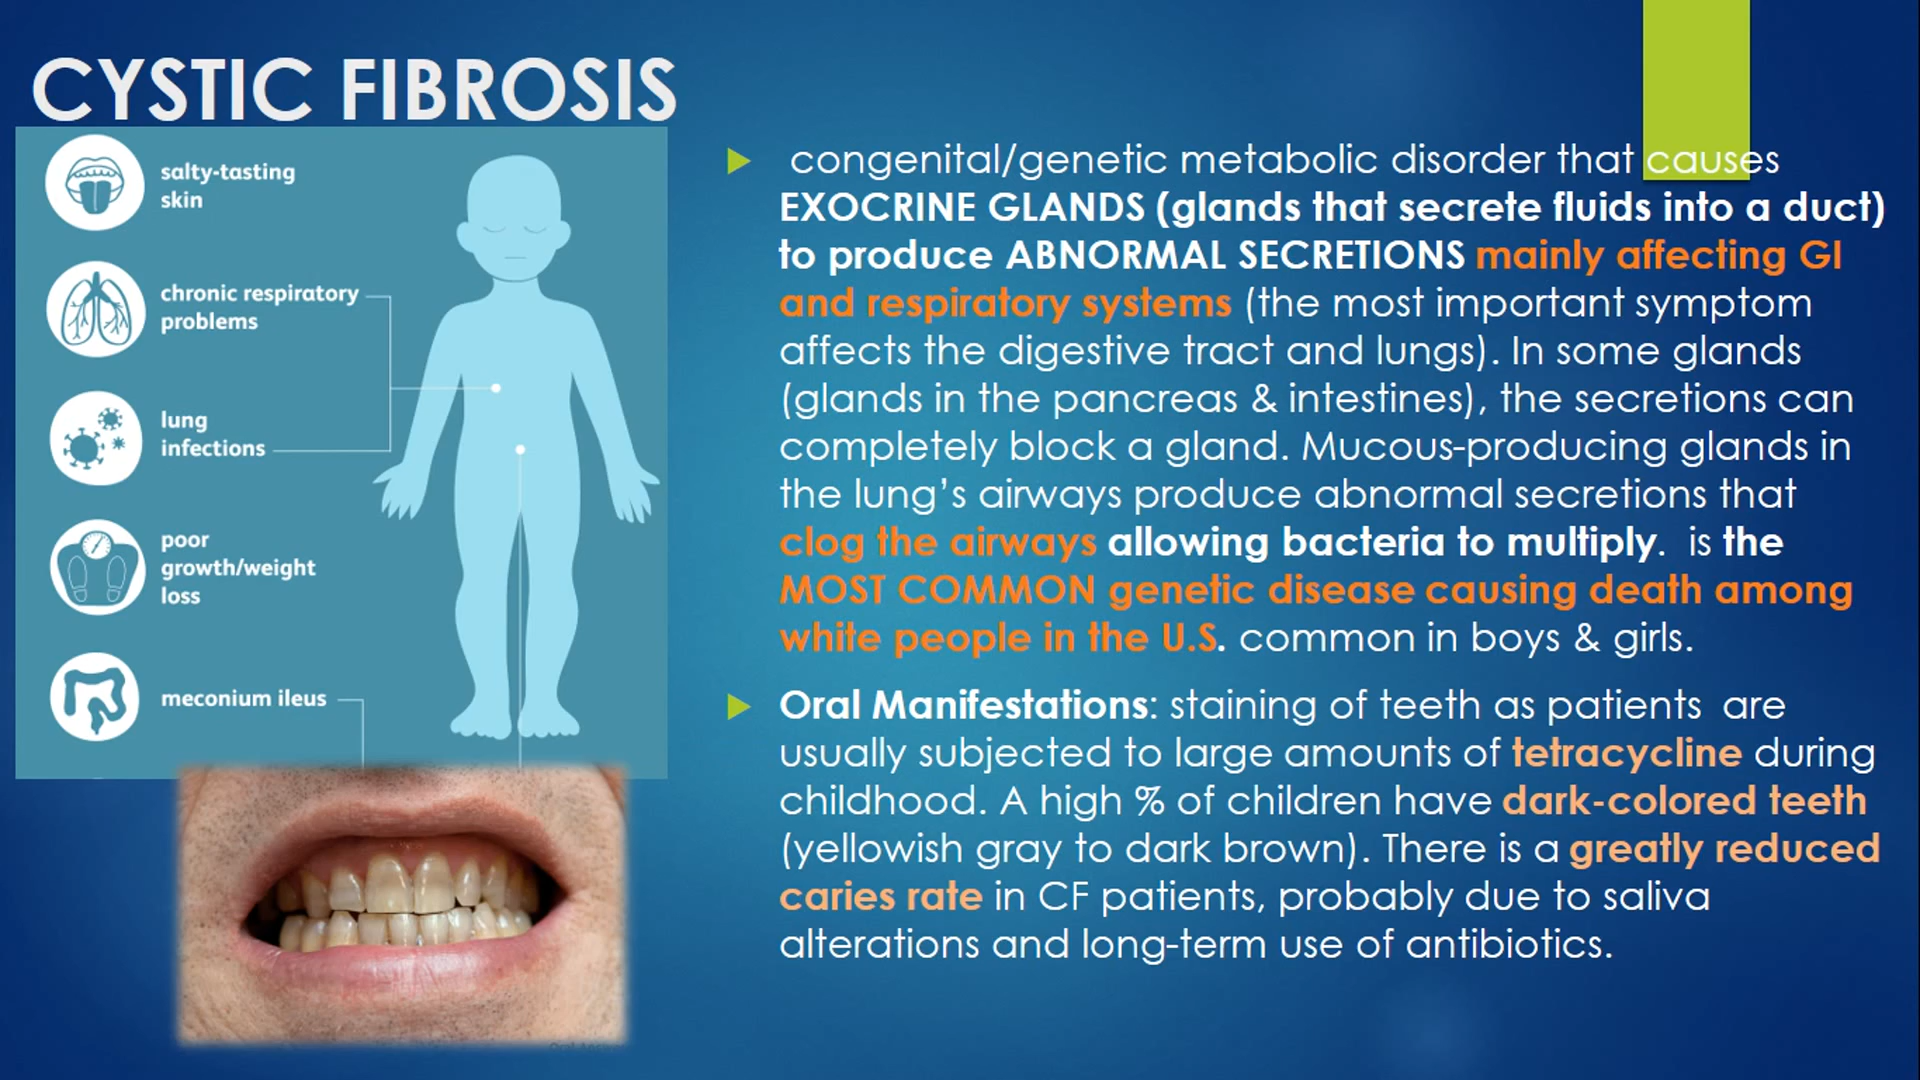 CYSTIC FIBROSIS
salty-tasting
skin
chronic respiratory
problems
lung
infections
poor
growth/weight
loss
meconium ileus
congenital/genetic metabolic disorder that causes
EXOCRINE GLANDS (glands that secrete fluids into a duct)
to produce ABNORMAL SECRETIONS mainly affecting GI
and respiratory systems (the most important symptom
affects the digestive tract and lungs). In some glands
(glands in the pancreas & intestines), the secretions can
completely block a gland. Mucous-producing glands in
the lung’s airways produce abnormal secretions that
clog the airways allowing bacteria to multiply. is the
MOST COMMON genetic disease causing death among
white people in the U.S. common in boys & girls.
Oral Manifestations: staining of teeth as patients are
usually subjected to large amounts of tetracycline during
childhood. A high % of children have dark-colored teeth
(yellowish gray to dark brown). There is a greatly reduced
caries rate in CF patients, probably due to saliva
alterations and long-term use of antibiotics.